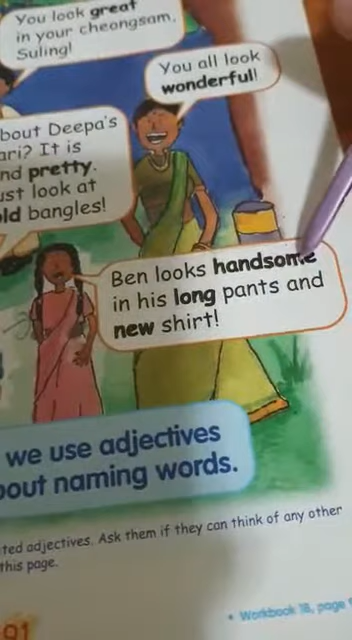 You look great
in your cheongsam,
Suling!
You all look
wonderful!
bout Deepa's
ari? It is
nd pretty.
ust look at
old bangles!
Ben looks handsome
in his long pants and
new shirt!
we use adjectives
bout naming words.
ted adjectives. Ask them if they can think of any other
this page.
• Workbook 1B, page
91